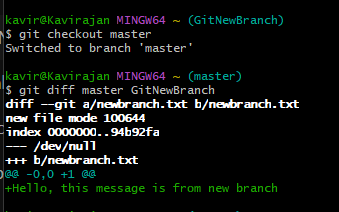 kavir@Kavirajan MINGW64 ~ (GitNewBranch)
$ git checkout master
Switched to branch 'master'
kavir@Kavirajan MINGW64 ~ (master)
$ git diff master GitNewBranch
diff --git a/newbranch.txt b/newbranch.txt
new file mode 100644
index 0000000..94b92fa
--- /dev/null
+++ b/newbranch.txt
@@ -0,0 +1 @@
+Hello, this message is from new branch